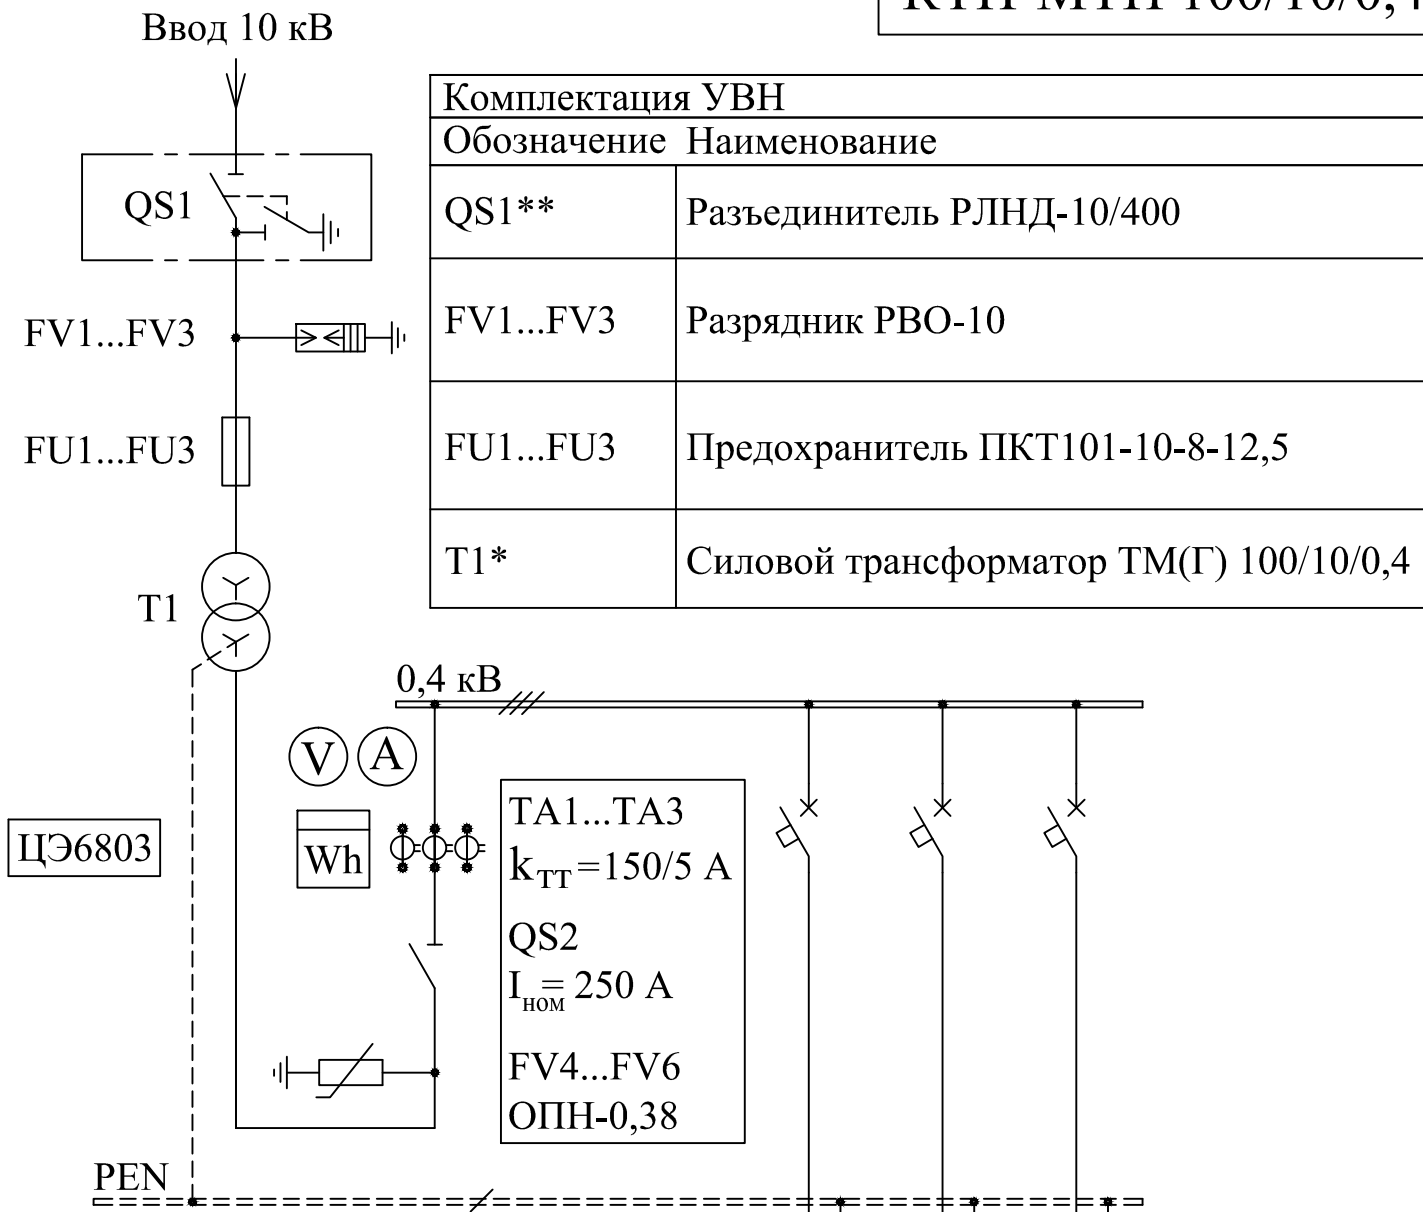 КТП МТП 100/10/0,4
Ввод 10 кВ
Комплектация УВН
Обозначение Наименование
QS1
QS1** Разъединитель РЛНД-10/400
FV1...FV3
FV1...FV3 Разрядник РВО-10
FU1...FU3
FU1...FU3 Предохранитель ПКТ101-10-8-12,5
T1
T1* Силовой трансформатор ТМ(Г) 100/10/0,4
0,4 кВ
V A
ЦЭ6803
Wh
TA1...TA3
kТТ=150/5 А
QS2
Iном= 250 А
FV4...FV6
ОПН-0,38
PEN